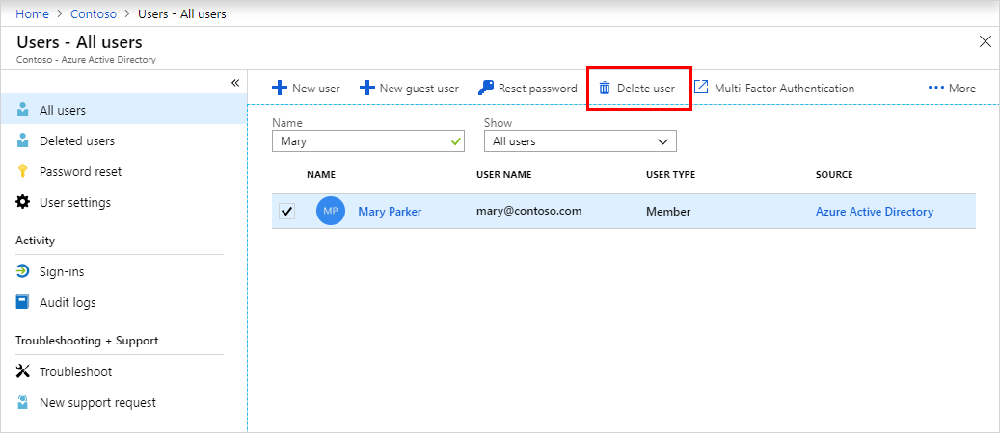 Home > Contoso > Users - All users
Users - All users
Contoso - Azure Active Directory
«
All users
Deleted users
Password reset
User settings
Activity
Sign-ins
Audit logs
Troubleshooting + Support
Troubleshoot
New support request
New user New guest user Reset password Delete user Multi-Factor Authentication ••• More
Name Show
Mary All users
NAME USER NAME USER TYPE SOURCE
MP Mary Parker mary@contoso.com Member Azure Active Directory